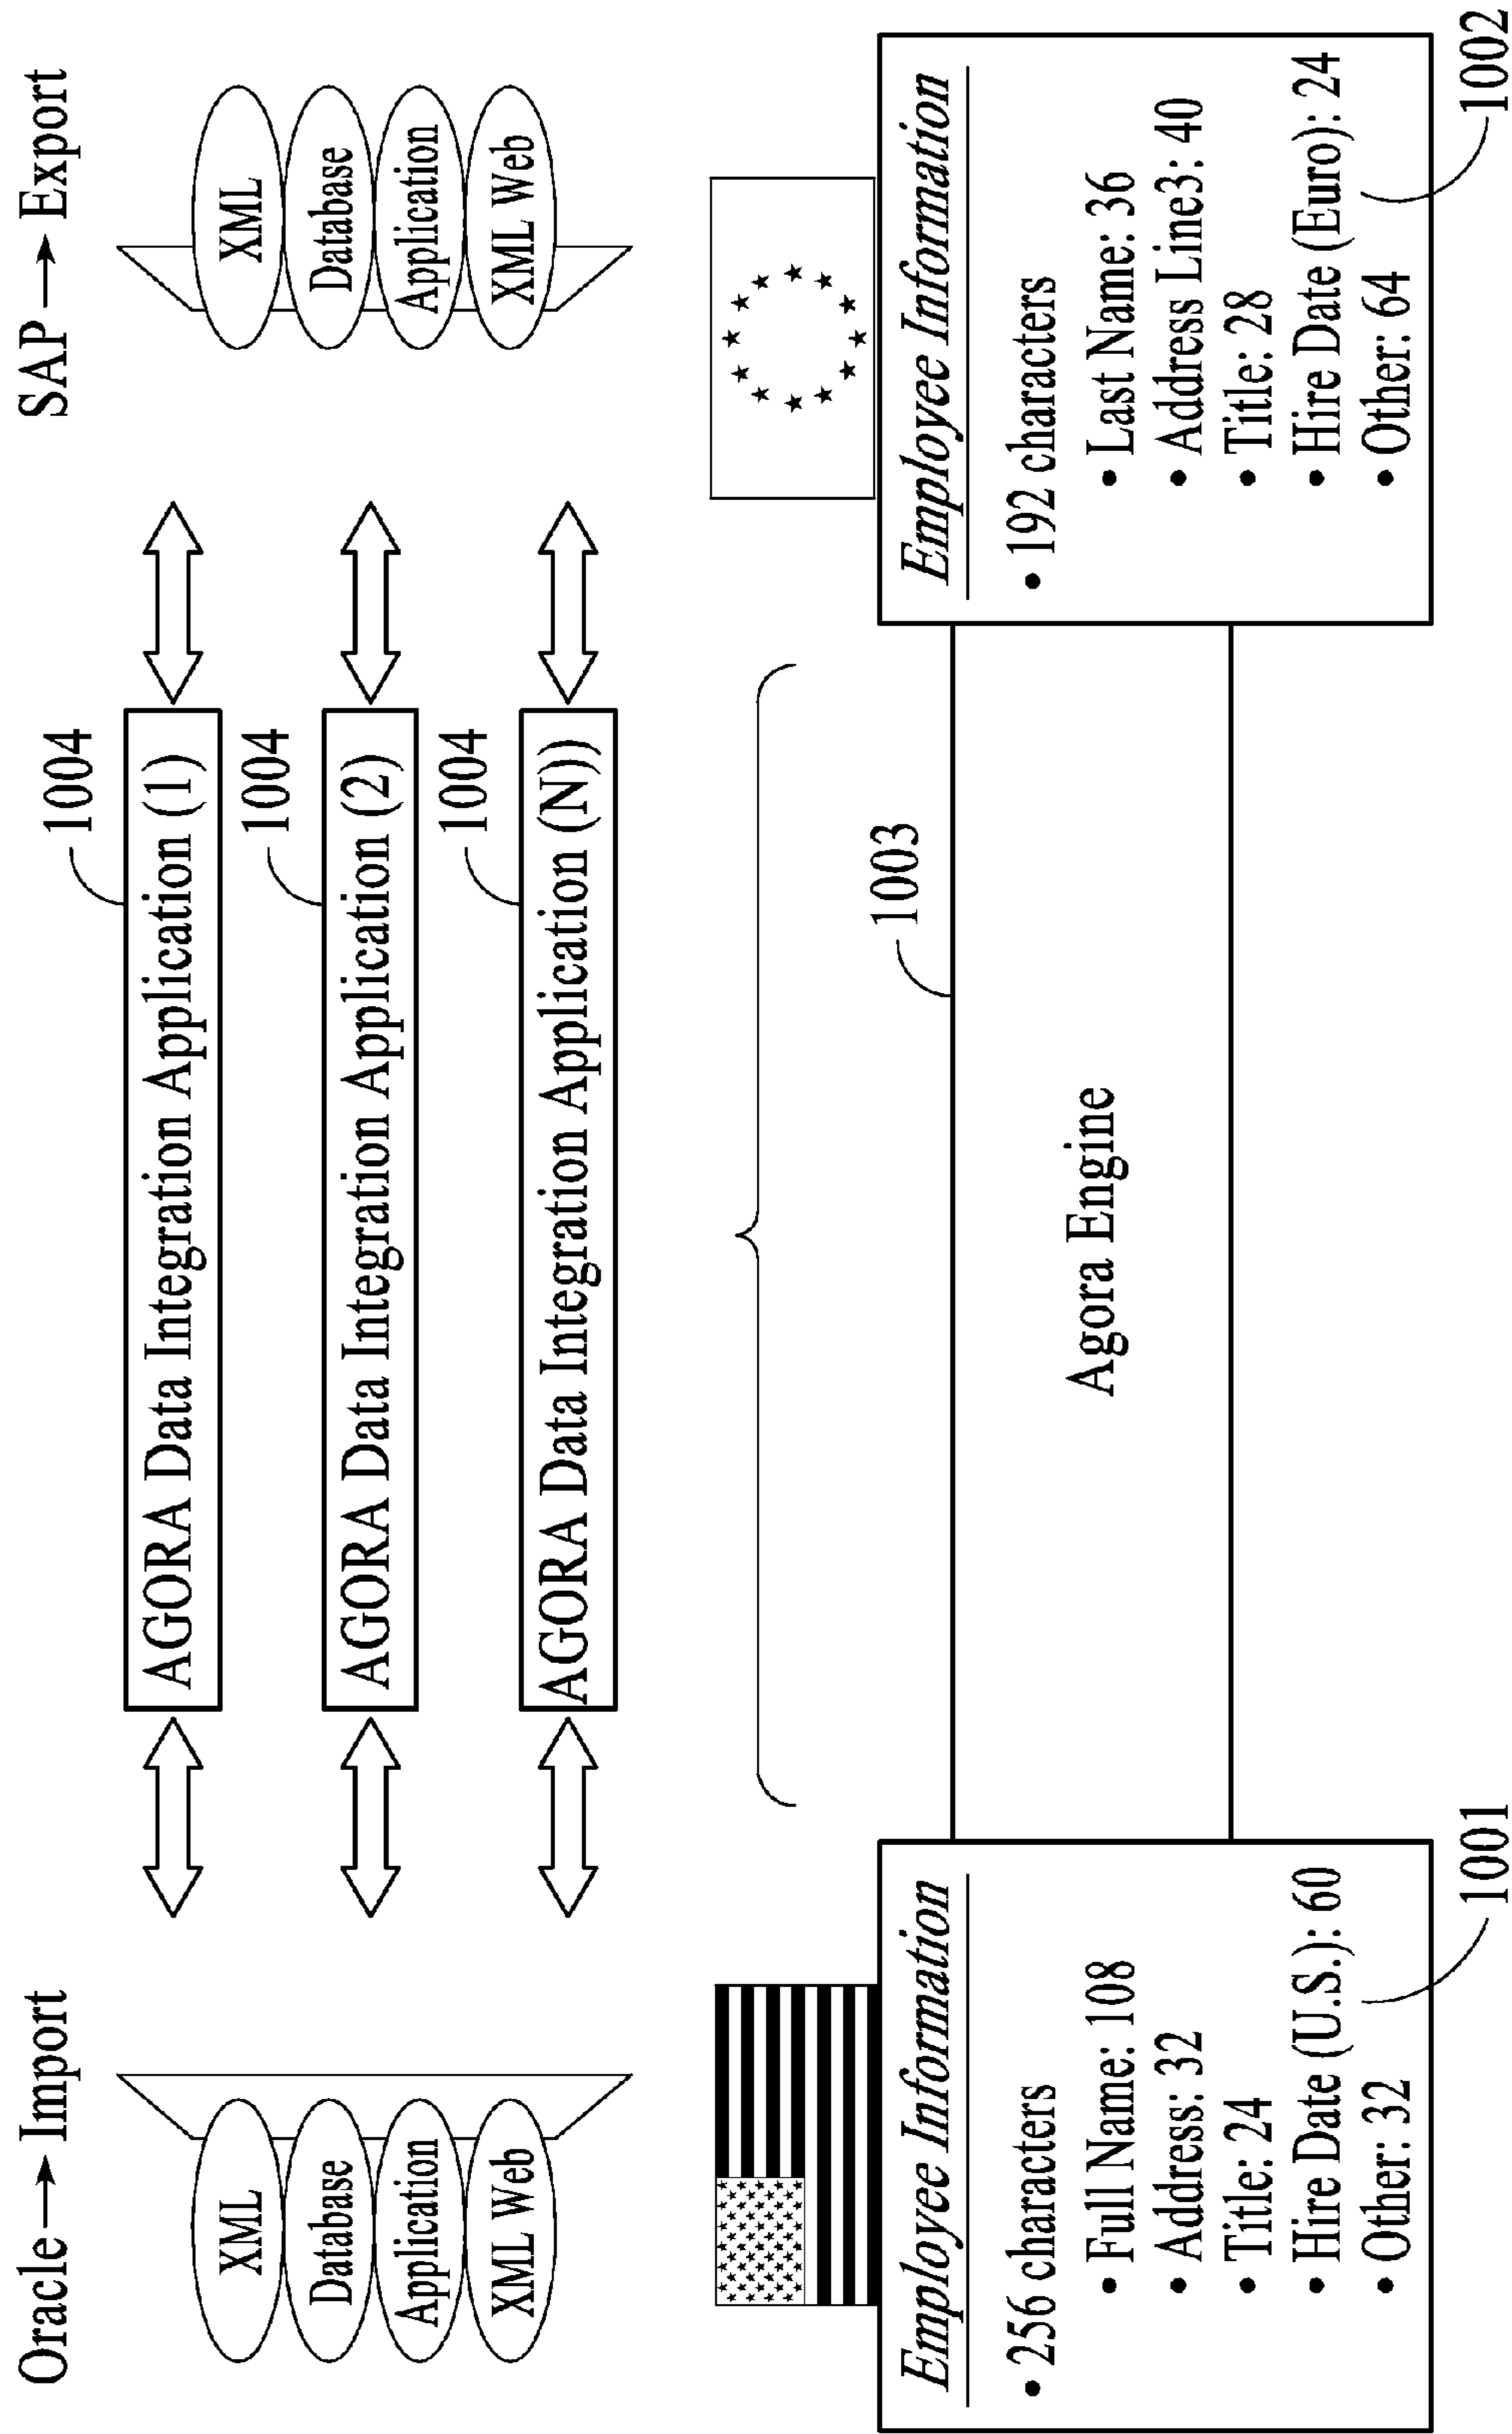 Oracle → Import
SAP → Export
XML
Database
Application
XML Web
1004
AGORA Data Integration Application (1)
1004
AGORA Data Integration Application (2)
1004
AGORA Data Integration Application (N))
XML
Database
Application
XML Web
Employee Information
• 256 characters
• Full Name: 108
• Address: 32
• Title: 24
• Hire Date (U.S.): 60
• Other: 32
1001
1003
Agora Engine
Employee Information
• 192 characters
• Last Name: 36
• Address Line3: 40
• Title: 28
• Hire Date (Euro): 24
• Other: 64
1002